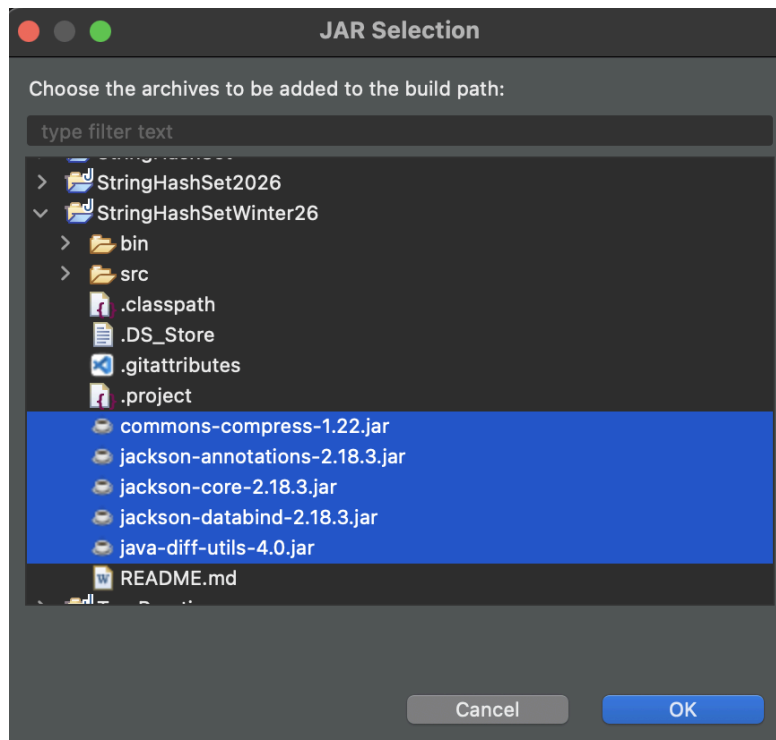 JAR Selection
Choose the archives to be added to the build path:
type filter text
StringHashSet
StringHashSet2026
StringHashSetWinter26
bin
src
.classpath
.DS_Store
.gitattributes
.project
commons-compress-1.22.jar
jackson-annotations-2.18.3.jar
jackson-core-2.18.3.jar
jackson-databind-2.18.3.jar
java-diff-utils-4.0.jar
README.md
Cancel
OK